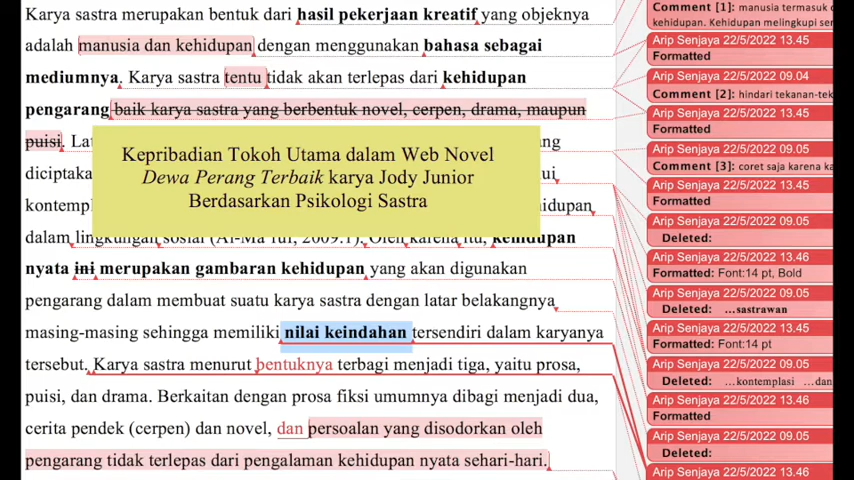 Karya sastra merupakan bentuk dari hasil pekerjaan kreatif yang objeknya
adalah manusia dan kehidupan dengan menggunakan bahasa sebagai
mediumnya. Karya sastra tentu tidak akan terlepas dari kehidupan
pengarang baik karya sastra yang berbentuk novel, cerpen, drama, maupun
puisi.
diciptaka
kontempl
dalam lingkungan sosial (Al-Ma'ruf, 2009:1). Oleh karena itu, kehidupan
nyata ini merupakan gambaran kehidupan yang akan digunakan
pengarang dalam membuat suatu karya sastra dengan latar belakangnya
masing-masing sehingga memiliki nilai keindahan tersendiri dalam karyanya
tersebut. Karya sastra menurut bentuknya terbagi menjadi tiga, yaitu prosa,
puisi, dan drama. Berkaitan dengan prosa fiksi umumnya dibagi menjadi dua,
cerita pendek (cerpen) dan novel, dan persoalan yang disodorkan oleh
pengarang tidak terlepas dari pengalaman kehidupan nyata sehari-hari.
Kepribadian Tokoh Utama dalam Web Novel
Dewa Perang Terbaik karya Jody Junior
Berdasarkan Psikologi Sastra
Comment [1]: manusia termasuk d
kehidupan. Kehidupan melingkupi ser
Arip Senjaya 22/5/2022 13.45
Formatted
Arip Senjaya 22/5/2022 09.04
Comment [2]: hindari tekanan-tek
Arip Senjaya 22/5/2022 13.45
Formatted
Arip Senjaya 22/5/2022 09.05
Comment [3]: coret saja karena ka
Arip Senjaya 22/5/2022 13.45
Formatted
Arip Senjaya 22/5/2022 09.05
Deleted:
Arip Senjaya 22/5/2022 13.46
Formatted: Font:14 pt, Bold
Arip Senjaya 22/5/2022 09.05
Deleted: ...sastrawan
Arip Senjaya 22/5/2022 13.45
Formatted: Font:14 pt
Arip Senjaya 22/5/2022 09.05
Deleted: ...kontemplasi ...dan
Arip Senjaya 22/5/2022 13.46
Formatted
Arip Senjaya 22/5/2022 09.05
Deleted:
Arip Senjaya 22/5/2022 13.46